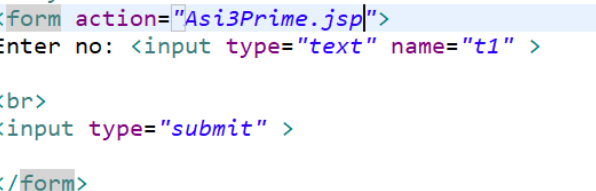 <form action="Asi3Prime.jsp">
Enter no: <input type="text" name="t1" >
<br>
<input type="submit" >
</form>